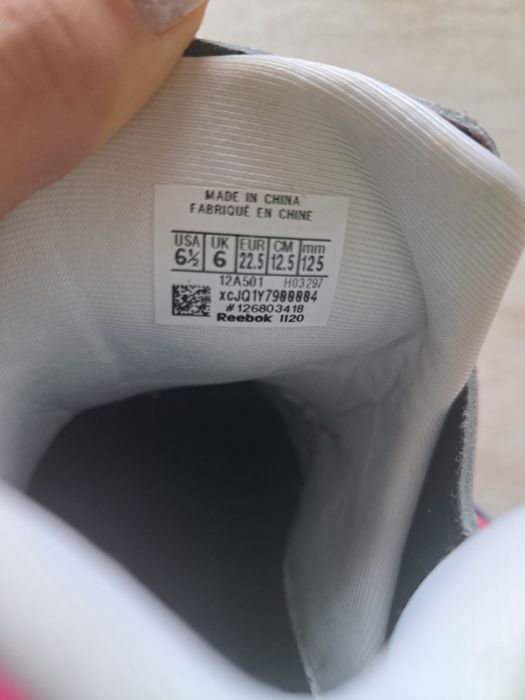 MADE IN CHINA
FABRIQUÉ EN CHINE
USA UK EUR CM mm
6½ 6 22.5 12.5 125
12A501 H03297
xcJQ1Y7900004
#126803418
Reebok 1120